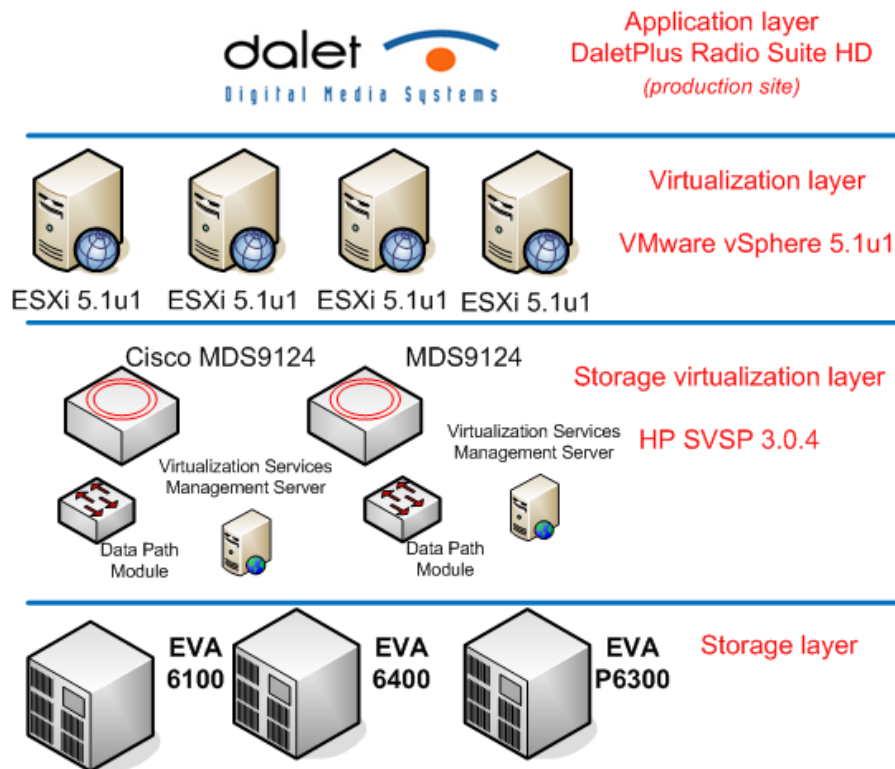 dalet
Digital Media Systems
Application layer
DaletPlus Radio Suite HD
(production site)
Virtualization layer
VMware vSphere 5.1u1
ESXi 5.1u1
ESXi 5.1u1
ESXi 5.1u1
ESXi 5.1u1
Cisco MDS9124
MDS9124
Storage virtualization layer
HP SVSP 3.0.4
Virtualization Services
Management Server
Virtualization Services
Management Server
Data Path
Module
Data Path
Module
EVA
6100
EVA
6400
EVA
P6300
Storage layer